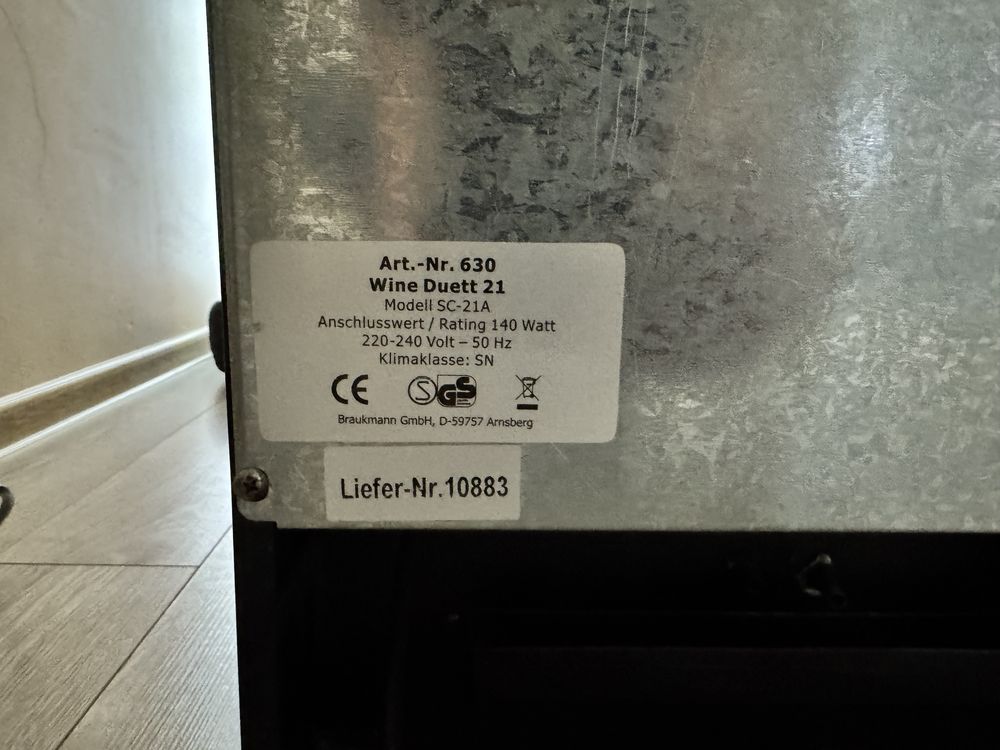 Art.-Nr. 630
Wine Duett 21
Modell SC-21A
Anschlusswert / Rating 140 Watt
220-240 Volt – 50 Hz
Klimaklasse: SN
CE S GS
Braukmann GmbH, D-59757 Arnsberg
Liefer-Nr.10883